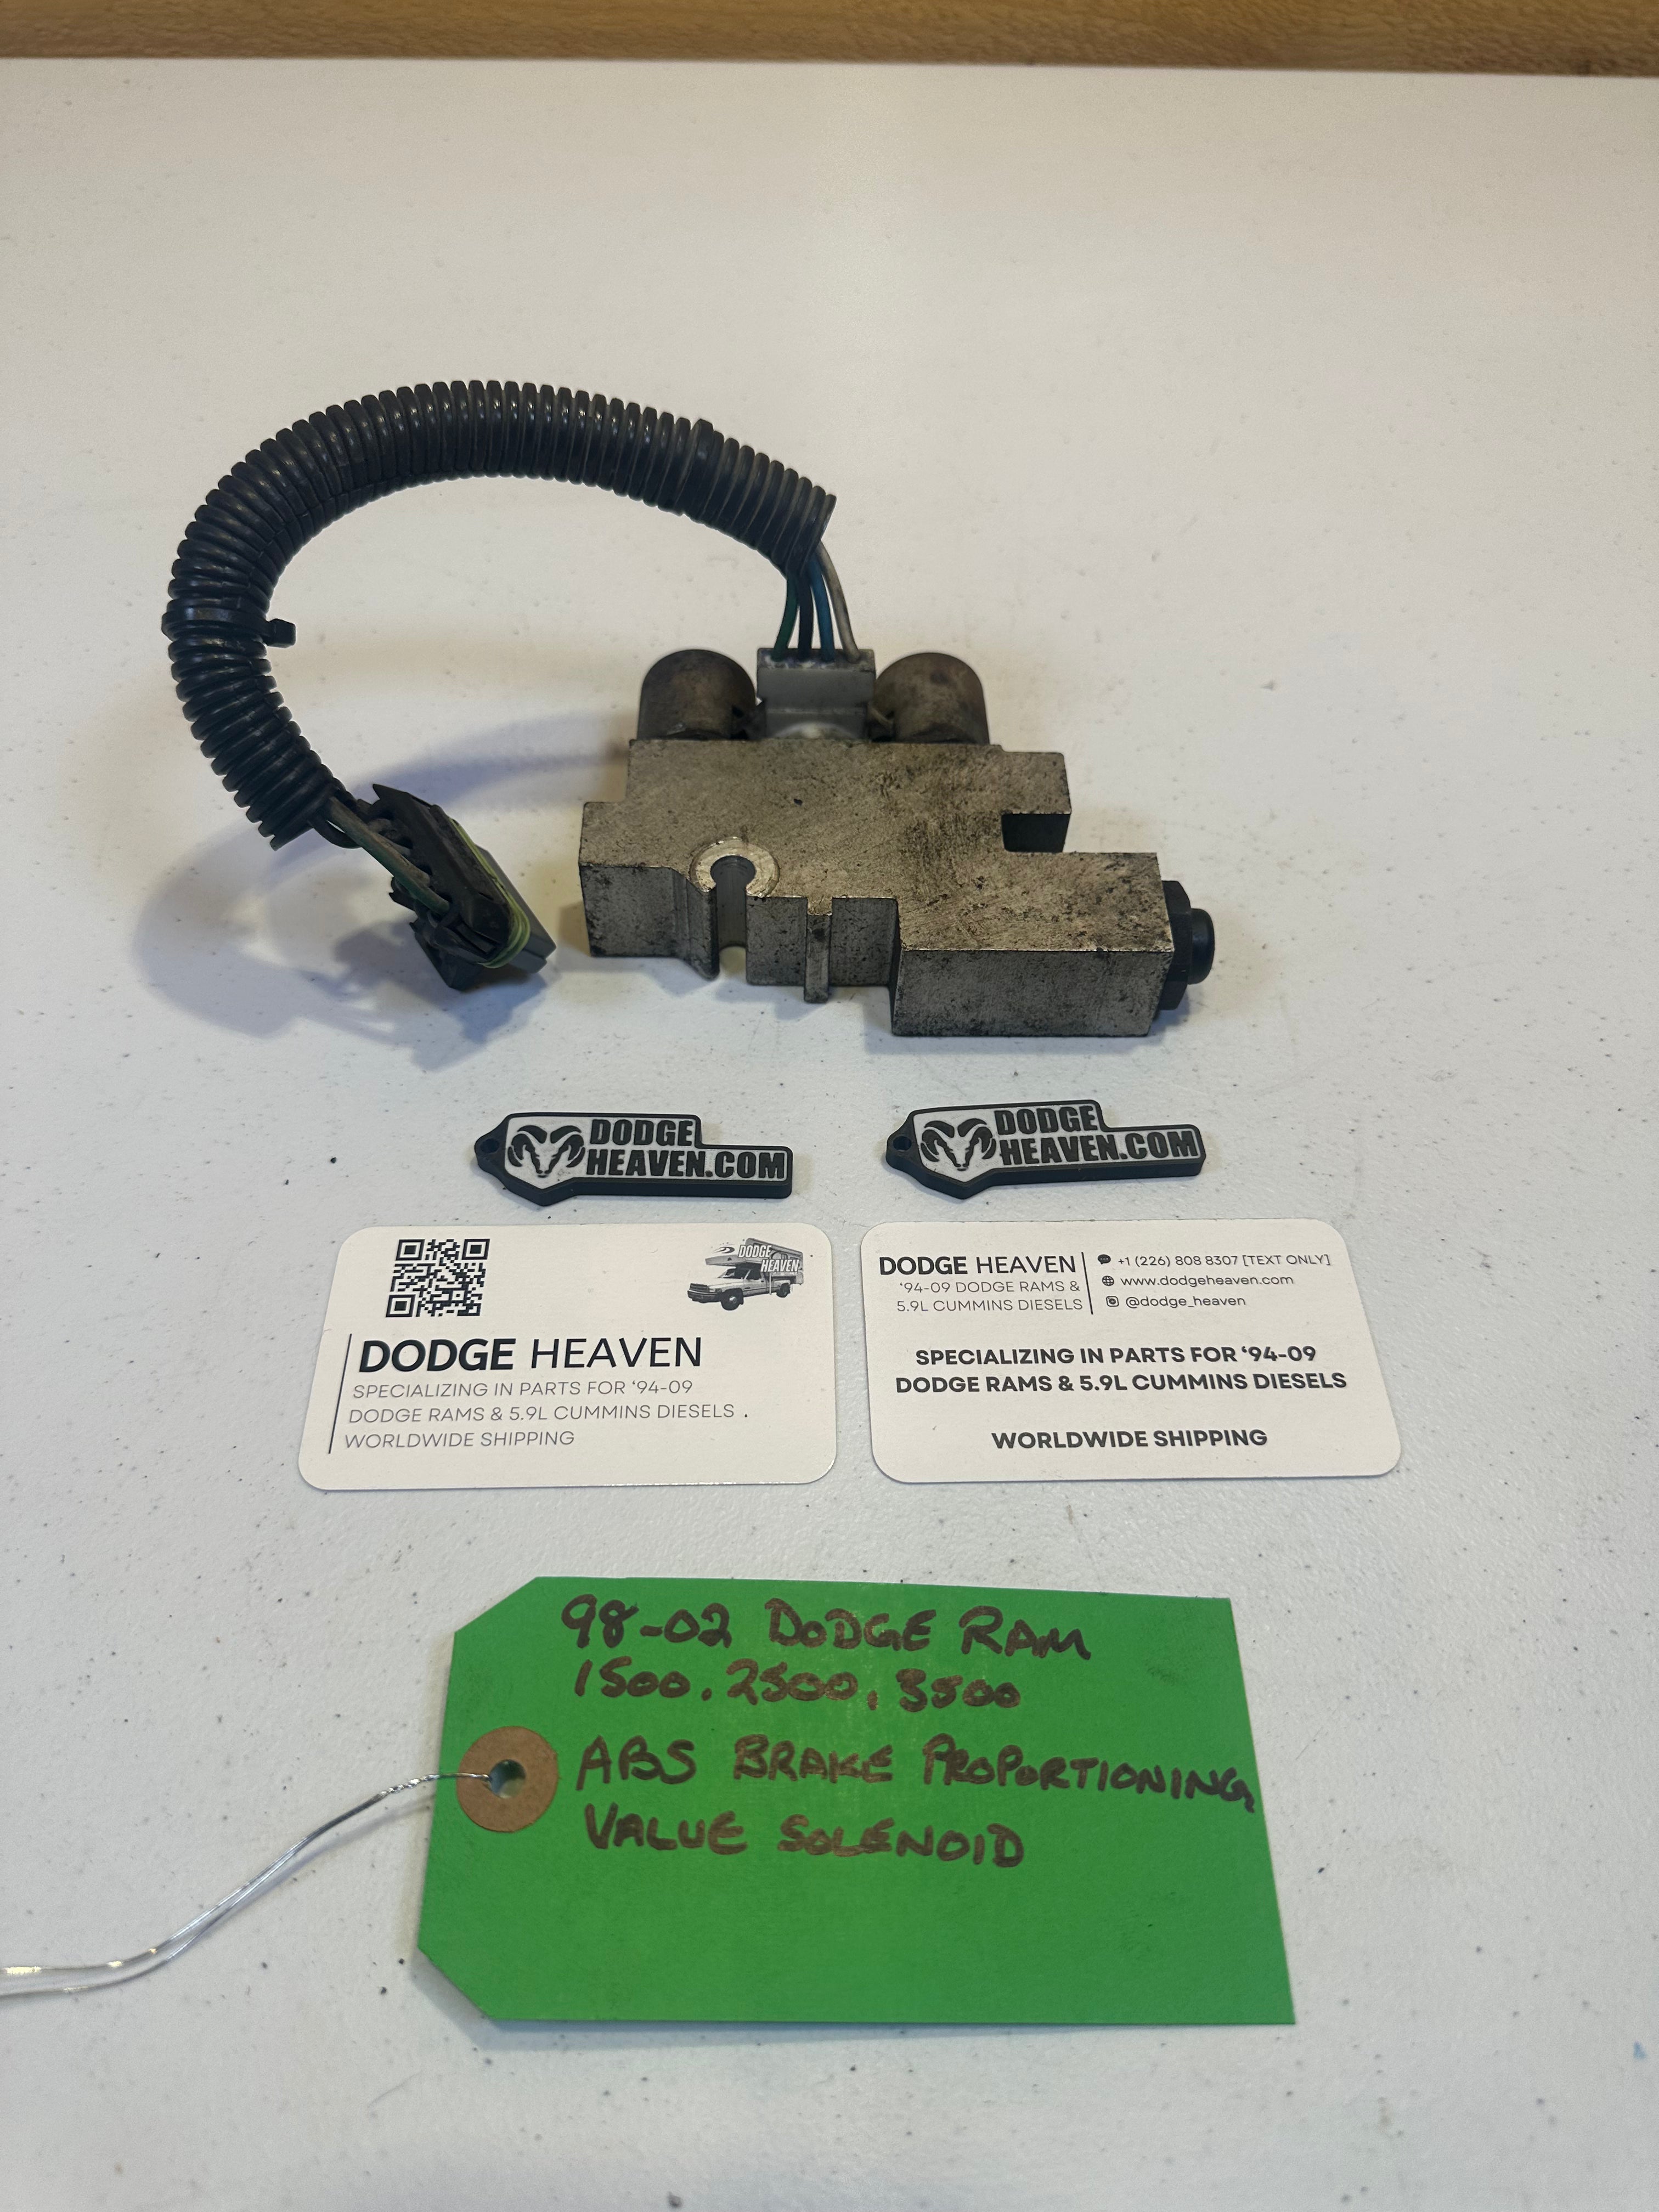 DODGE
HEAVEN.COM
DODGE
HEAVEN.COM
DODGE
HEAVEN
DODGE HEAVEN
SPECIALIZING IN PARTS FOR ‘94-09
DODGE RAMS & 5.9L CUMMINS DIESELS .
WORLDWIDE SHIPPING
DODGE HEAVEN
‘94-09 DODGE RAMS &
5.9L CUMMINS DIESELS
+1 (226) 808 8307 [TEXT ONLY]
www.dodgeheaven.com
@dodge_heaven
SPECIALIZING IN PARTS FOR ‘94-09
DODGE RAMS & 5.9L CUMMINS DIESELS
WORLDWIDE SHIPPING
98-02 DODGE RAM
1500.2500.3500
ABS BRAKE PROPORTIONING
VALUE SOLENOID